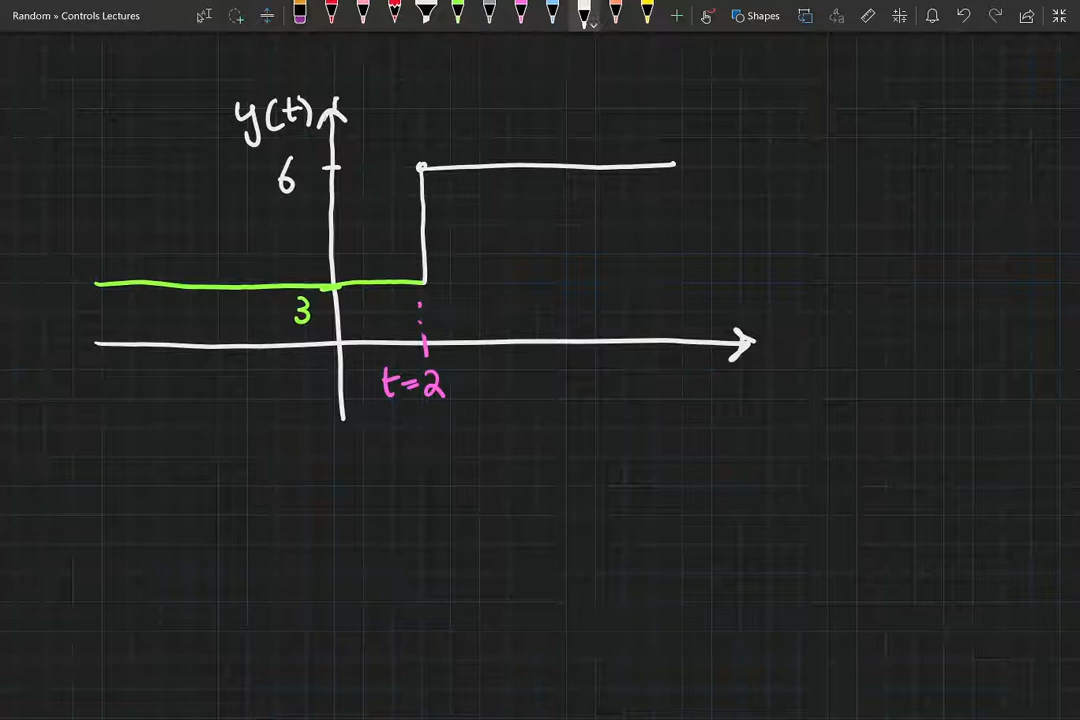 Random » Controls Lectures
Shapes
y(t)
6
3
t=2